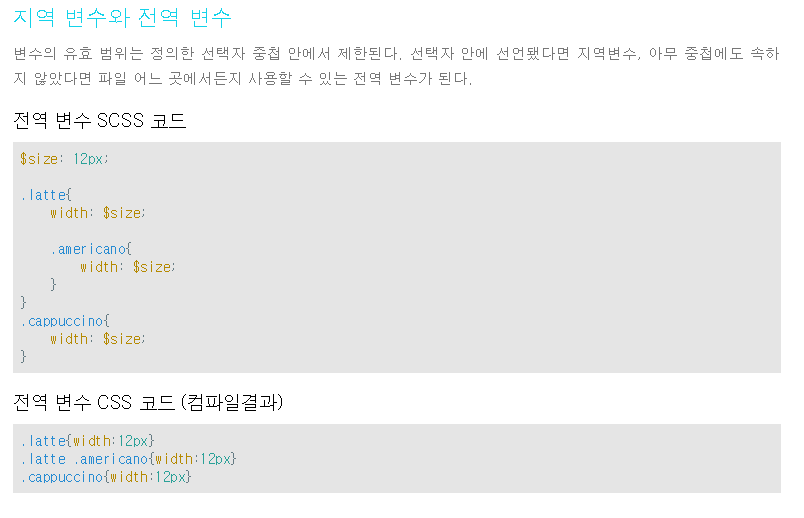 지역 변수와 전역 변수
변수의 유효 범위는 정의한 선택자 중첩 안에서 제한된다. 선택자 안에 선언됐다면 지역변수, 아무 중첩에도 속하
지 않았다면 파일 어느 곳에서든지 사용할 수 있는 전역 변수가 된다.
전역 변수 SCSS 코드
$size: 12px;
.latte{
width: $size;
.americano{
width: $size;
}
}
.cappuccino{
width: $size;
}
전역 변수 CSS 코드 (컴파일결과)
.latte{width:12px}
.latte .americano{width:12px}
.cappuccino{width:12px}